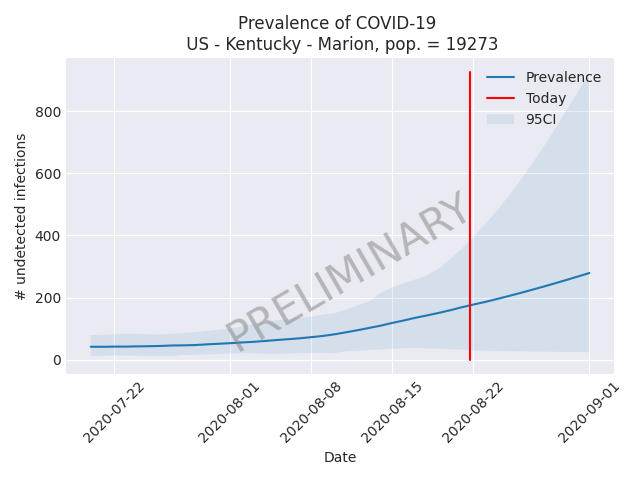 Prevalence of COVID-19
US - Kentucky - Marion, pop. = 19273
Prevalence
Today
95CI
PRELIMINARY
# undetected infections
800
600
400
200
0
2020-07-22
2020-08-01
2020-08-08
2020-08-15
2020-08-22
2020-09-01
Date